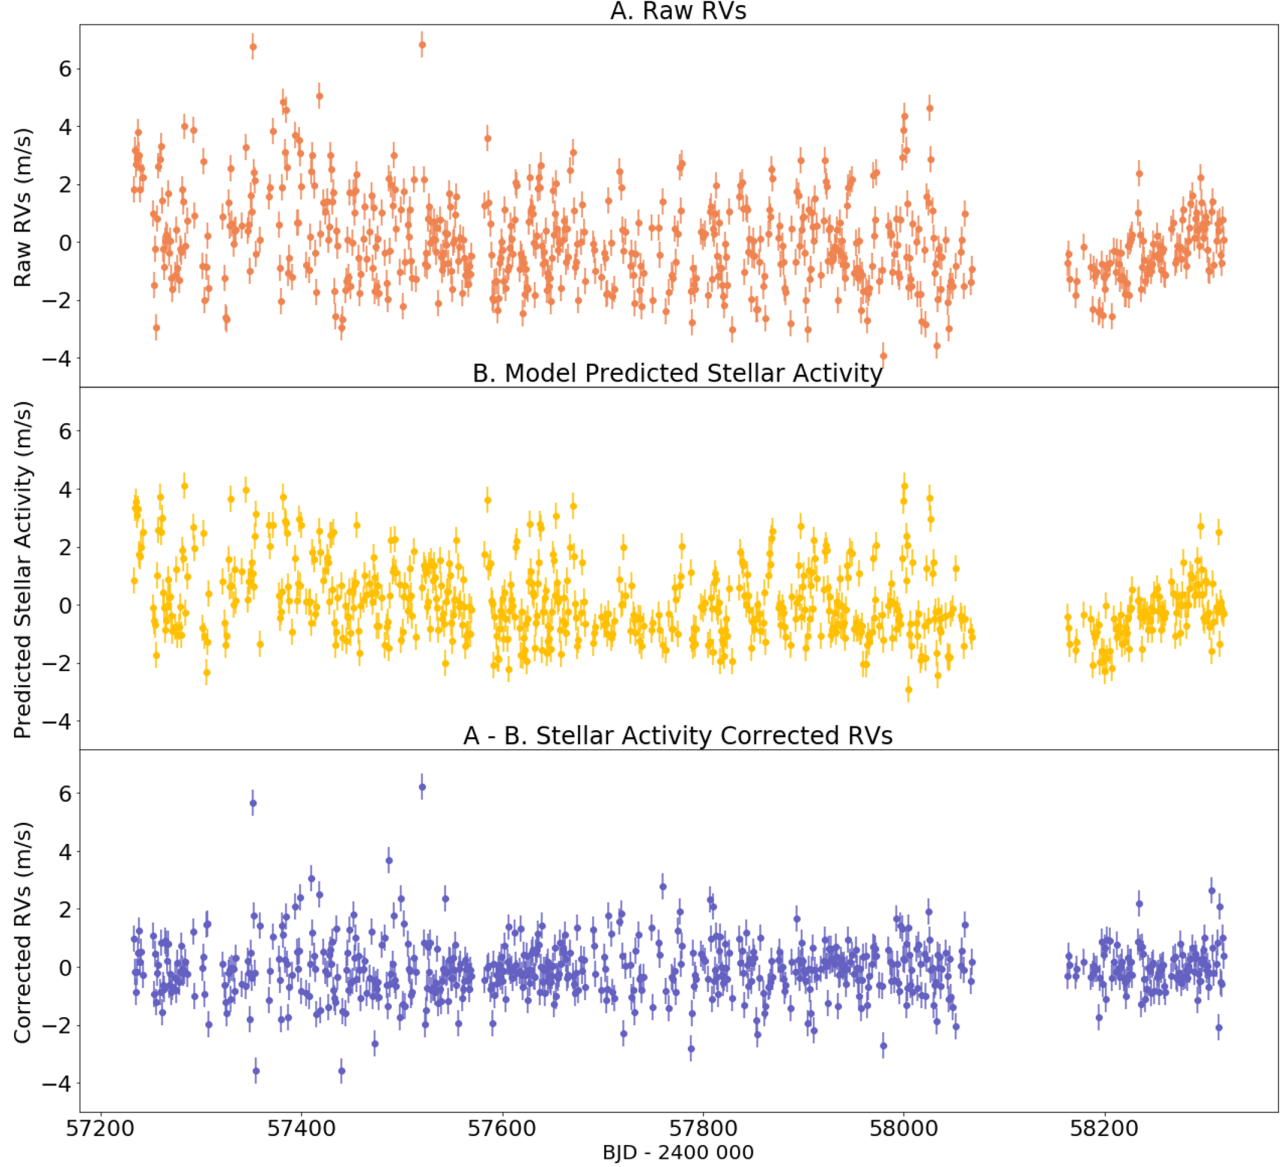 A. Raw RVs
Raw RVs (m/s)
6
4
2
0
−2
−4
B. Model Predicted Stellar Activity
Predicted Stellar Activity (m/s)
6
4
2
0
−2
−4
A - B. Stellar Activity Corrected RVs
Corrected RVs (m/s)
6
4
2
0
−2
−4
57200 57400 57600 57800 58000 58200
BJD - 2400 000